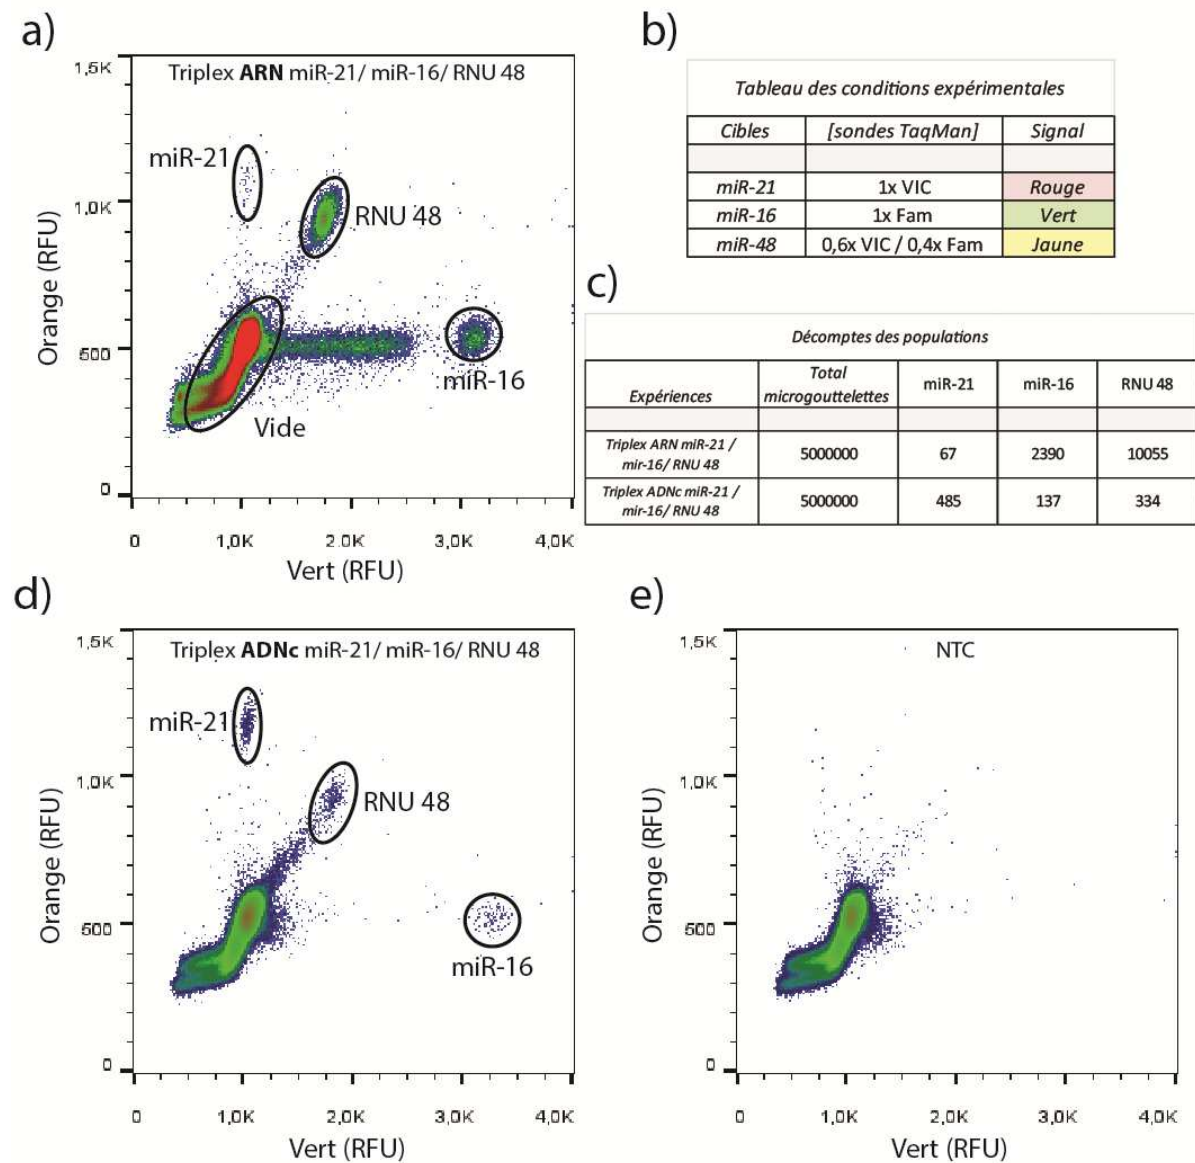 a)
Triplex ARN miR-21/ miR-16/ RNU 48
1,5K
1,0K
500
0
Orange (RFU)
miR-21
RNU 48
miR-16
Vide
0
1,0K
2.0K
3,0K
4,0K
Vert (RFU)
b)
Tableau des conditions expérimentales
Cibles [sondes TaqMan] Signal
miR-21 1x VIC Rouge
miR-16 1x Fam Vert
miR-48 0,6x VIC / 0,4x Fam Jaune
c)
Décomptes des populations
Expériences Total microgouttelettes miR-21 miR-16 RNU 48
Triplex ARN miR-21 /
mir-16/ RNU 48 5000000 67 2390 10055
Triplex ADNc miR-21 /
mir-16/ RNU 48 5000000 485 137 334
d)
Triplex ADNc miR-21/ miR-16/ RNU 48
1,5K
1,0K
500
0
Orange (RFU)
miR-21
RNU 48
miR-16
0
1,0K
2.0K
3,0K
4,0K
Vert (RFU)
e)
NTC
1,5K
1,0K
500
0
Orange (RFU)
0
1,0K
2.0K
3,0K
4,0K
Vert (RFU)